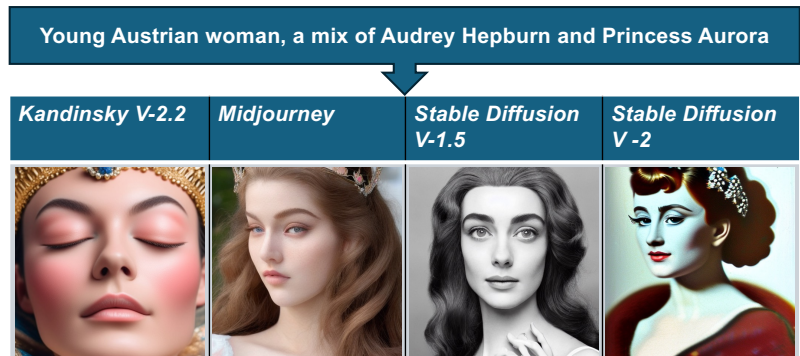 Young Austrian woman, a mix of Audrey Hepburn and Princess Aurora
Kandinsky V-2.2
Midjourney
Stable Diffusion
V-1.5
Stable Diffusion
V -2